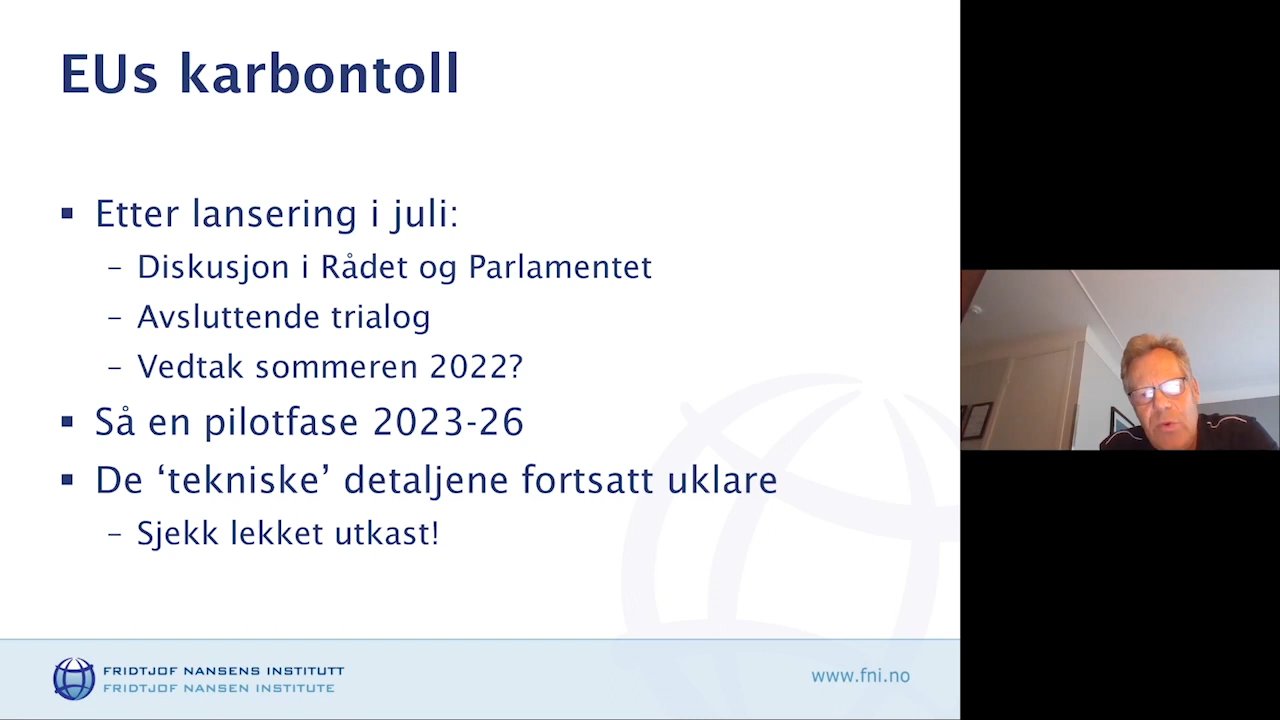 EUs karbontoll
▪ Etter lansering i juli:
– Diskusjon i Rådet og Parlamentet
– Avsluttende trialog
– Vedtak sommeren 2022?
▪ Så en pilotfase 2023-26
▪ De ‘tekniske’ detaljene fortsatt uklare
– Sjekk lekket utkast!
FRIDTJOF NANSENS INSTITUTT
FRIDTJOF NANSEN INSTITUTE
www.fni.no